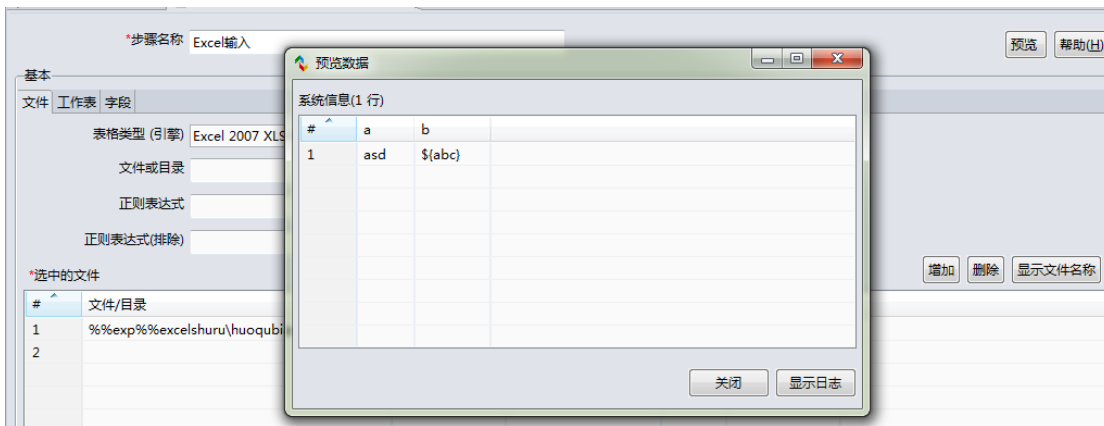 *步骤名称 Excel输入
预览 帮助(H)
基本
文件 工作表 字段
表格类型 (引擎) Excel 2007 XLS
文件或目录
正则表达式
正则表达式(排除)
*选中的文件
增加 删除 显示文件名称
# 文件/目录
1 %%exp%%excelshuru\huoqubi
2
预览数据
系统信息(1 行)
# a b
1 asd ${abc}
关闭 显示日志